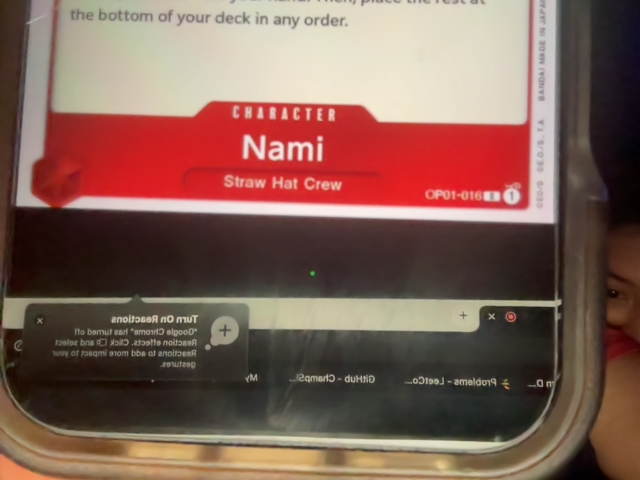 the bottom of your deck in any order.
BANDAI MADE IN JAPAN
CHARACTER
Nami
Straw Hat Crew
OP01-016 R 1
Turn On Reactions
"Google Chrome" has turned off
Reaction effects. Click and select
Reactions to add more impact to your
gestures.
My
GitHub - ChampSi...
Problems - LeetCo...